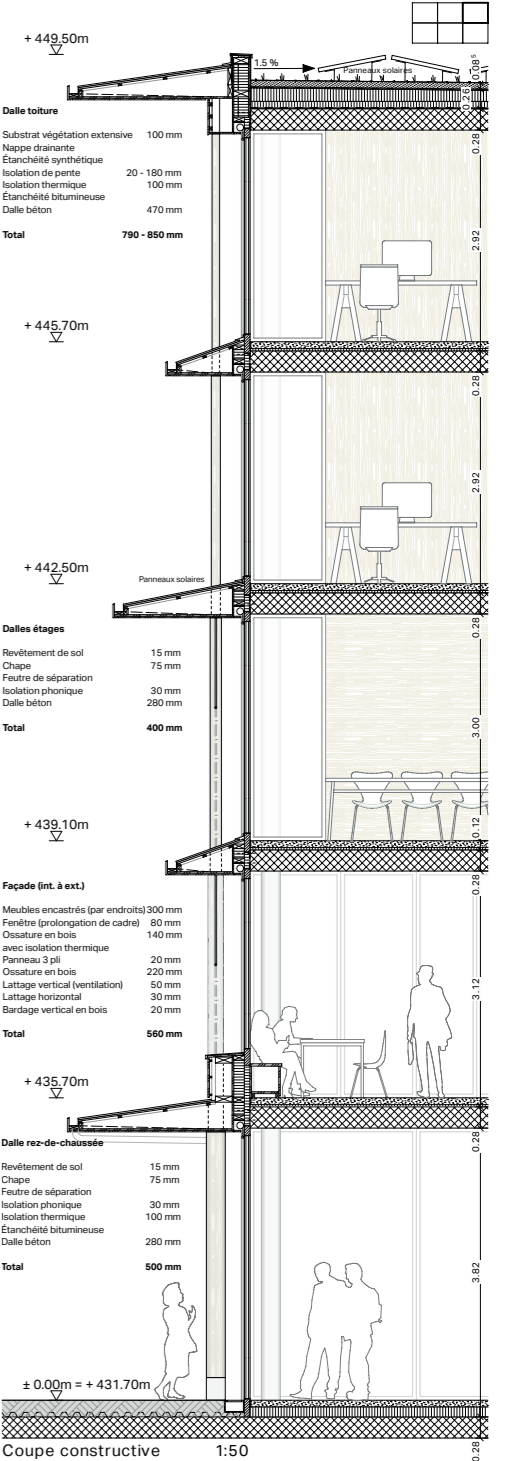 + 449.50m
1.5 %
Panneaux solaires
0.08⁵
0.26
0.28
Dalle toiture
Substrat végétation extensive 100 mm
Nappe drainante
Étanchéité synthétique
Isolation de pente 20 - 180 mm
Isolation thermique 100 mm
Étanchéité bitumineuse
Dalle béton 470 mm
Total 790 - 850 mm
2.92
+ 445.70m
0.28
2.92
+ 442.50m
Panneaux solaires
0.28
Dalles étages
Revêtement de sol 15 mm
Chape 75 mm
Feutre de séparation
Isolation phonique 30 mm
Dalle béton 280 mm
Total 400 mm
3.00
+ 439.10m
0.12
0.28
Façade (int. à ext.)
Meubles encastrés (par endroits) 300 mm
Fenêtre (prolongation de cadre) 80 mm
Ossature en bois 140 mm
avec isolation thermique
Panneau 3 pli 20 mm
Ossature en bois 220 mm
Lattage vertical (ventilation) 50 mm
Lattage horizontal 30 mm
Bardage vertical en bois 20 mm
Total 560 mm
3.12
+ 435.70m
0.28
Dalle rez-de-chaussée
Revêtement de sol 15 mm
Chape 75 mm
Feutre de séparation
Isolation phonique 30 mm
Isolation thermique 100 mm
Étanchéité bitumineuse
Dalle béton 280 mm
Total 500 mm
3.82
± 0.00m = + 431.70m
0.28
Coupe constructive 1:50